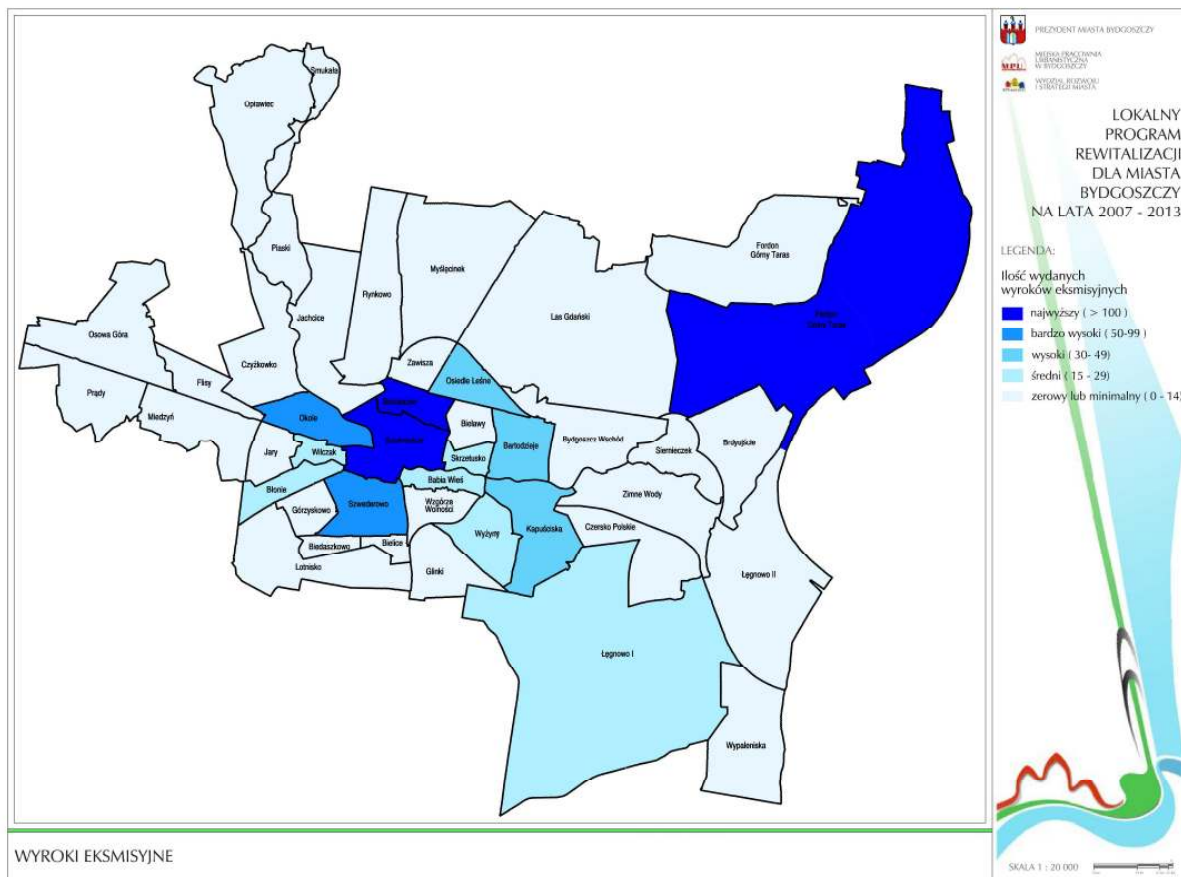 PREZYDENT MIASTA BYDGOSZCZY
MIEJSKA PRACOWNIA
URBANISTYCZNA
W BYDGOSZCZY
MPU
WYDZIAŁ ROZWOJU
I STRATEGII MIASTA
LOKALNY
PROGRAM
REWITALIZACJI
DLA MIASTA
BYDGOSZCZY
NA LATA 2007 - 2013
LEGENDA:
Ilość wydanych
wyroków eksmisyjnych
najwyższy ( > 100 )
bardzo wysoki ( 50-99 )
wysoki ( 30- 49)
średni ( 15 - 29)
zerowy lub minimalny ( 0 - 14)
Smukała
Opławiec
Piaski
Fordon
Górny Taras
Myślęcinek
Rynkowo
Las Gdański
Jachcice
Osowa Góra
Zawisza
Czyżkowko
Osiedle Leśne
Flisy
Prądy
Miedzyń
Okole
Bielawy
Bartodzieje
Bydgoszcz Wschód
Siernieczek
Jary
Wilczak
Skrzetusko
Babia Wieś
Błonie
Zimne Wody
Szwederowo
Wzgórze
Wolności
Górzyskowo
Wyżyny
Kapuściska
Czersko Polskie
Biedaszkowo
Bielice
Lotnisko
Glinki
Łęgnowo II
Łęgnowo I
Wypaleniska
WYROKI EKSMISYJNE
SKALA 1 : 20 000